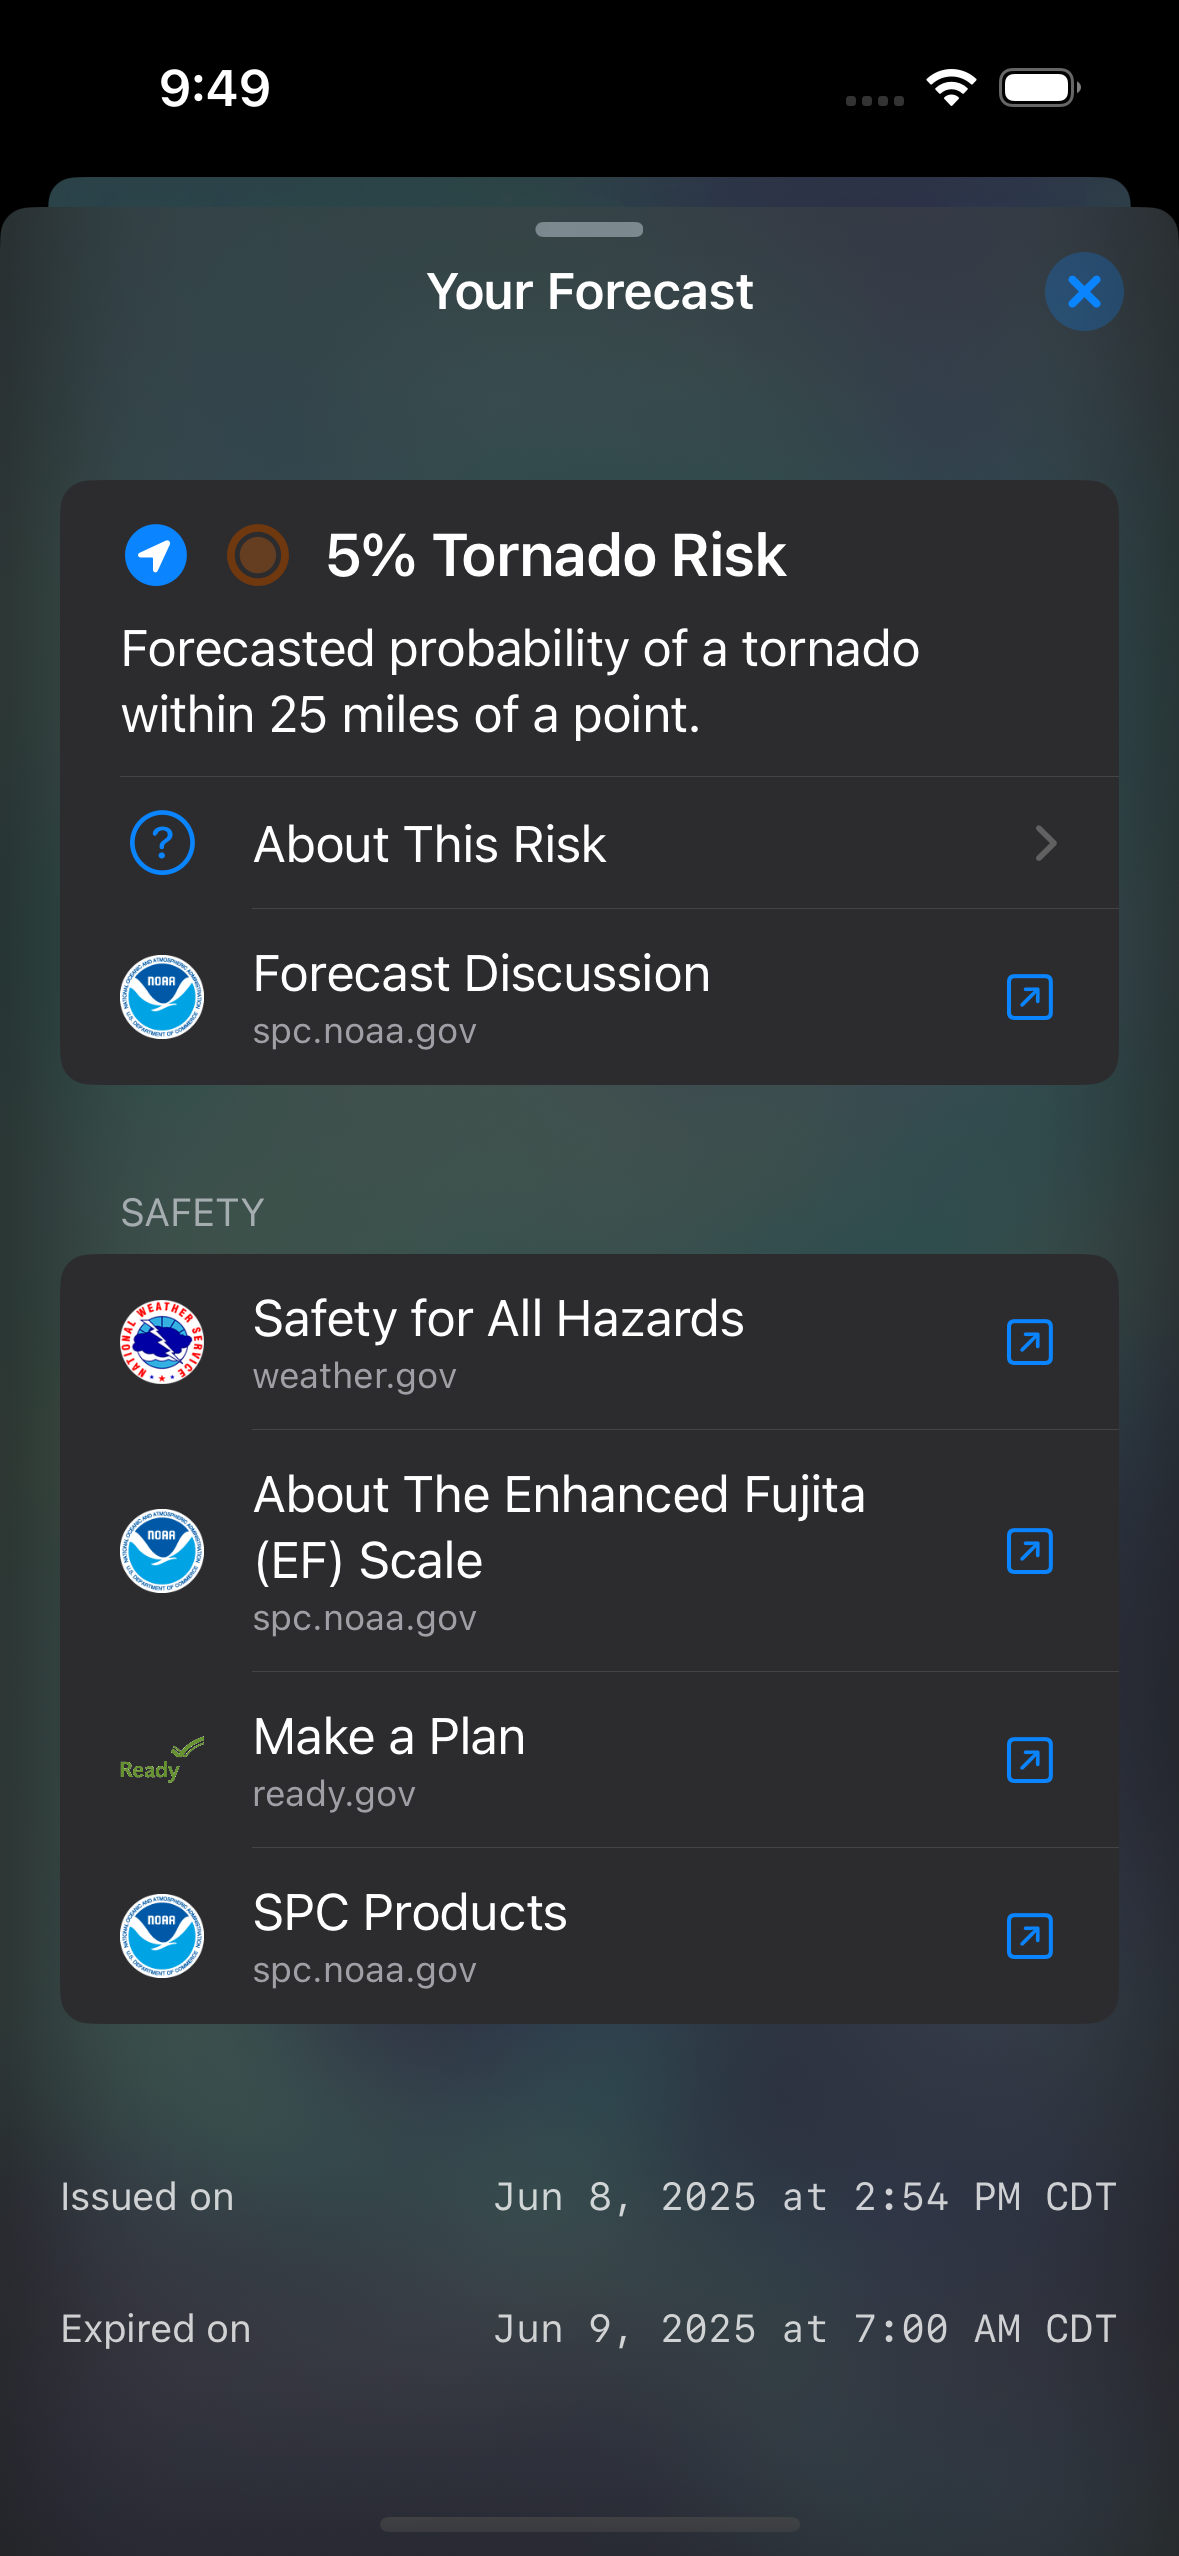 9:49
Your Forecast
5% Tornado Risk
Forecasted probability of a tornado
within 25 miles of a point.
About This Risk
NOAA
Forecast Discussion
spc.noaa.gov
SAFETY
NATIONAL WEATHER SERVICE
Safety for All Hazards
weather.gov
About The Enhanced Fujita
(EF) Scale
NOAA
spc.noaa.gov
Make a Plan
Ready
ready.gov
SPC Products
NOAA
spc.noaa.gov
Issued on Jun 8, 2025 at 2:54 PM CDT
Expired on Jun 9, 2025 at 7:00 AM CDT